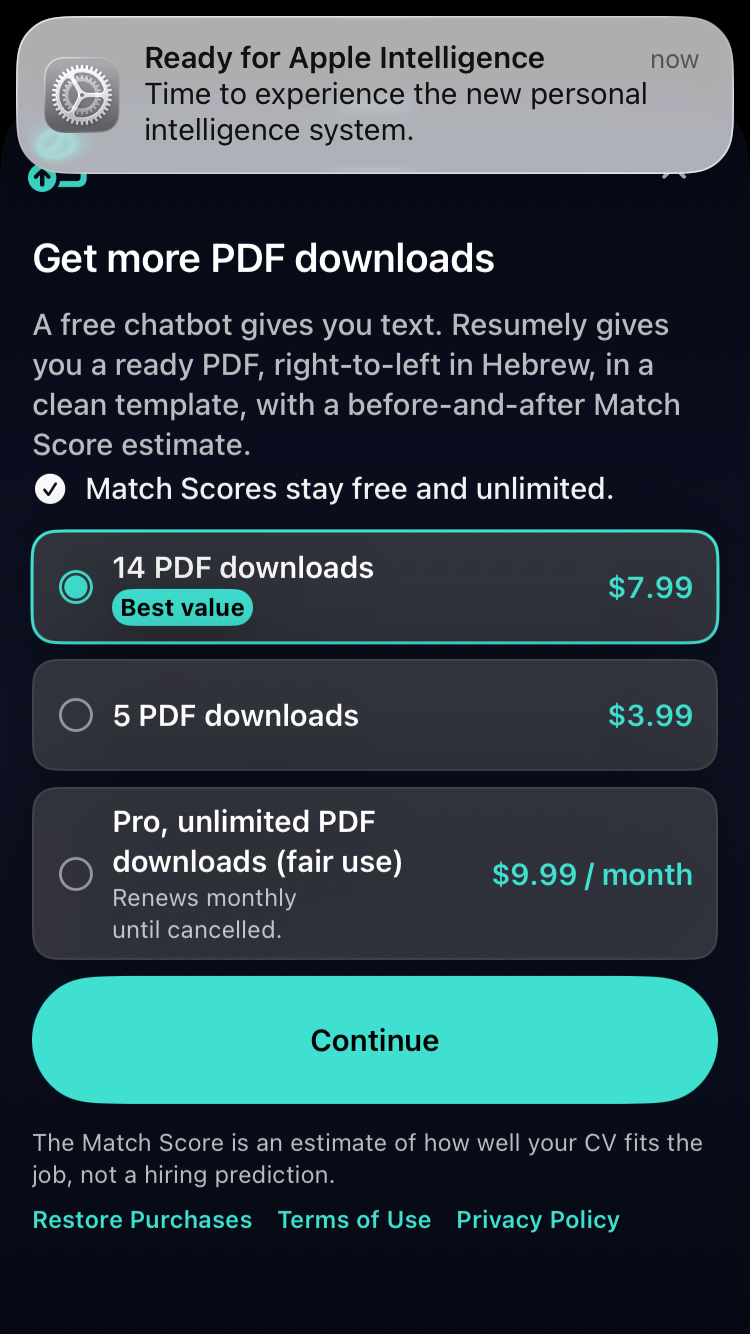 Ready for Apple Intelligence
now
Time to experience the new personal
intelligence system.
Get more PDF downloads
A free chatbot gives you text. Resumely gives
you a ready PDF, right-to-left in Hebrew, in a
clean template, with a before-and-after Match
Score estimate.
Match Scores stay free and unlimited.
14 PDF downloads
Best value
$7.99
5 PDF downloads
$3.99
Pro, unlimited PDF
downloads (fair use)
Renews monthly
until cancelled.
$9.99 / month
Continue
The Match Score is an estimate of how well your CV fits the
job, not a hiring prediction.
Restore Purchases
Terms of Use
Privacy Policy